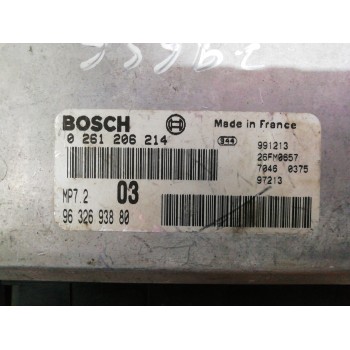 BOSCH Made in France
0 261 206 214 S44 991213
26FM0657
7046 0375
MP7.2 03 97213
96 326 938 80